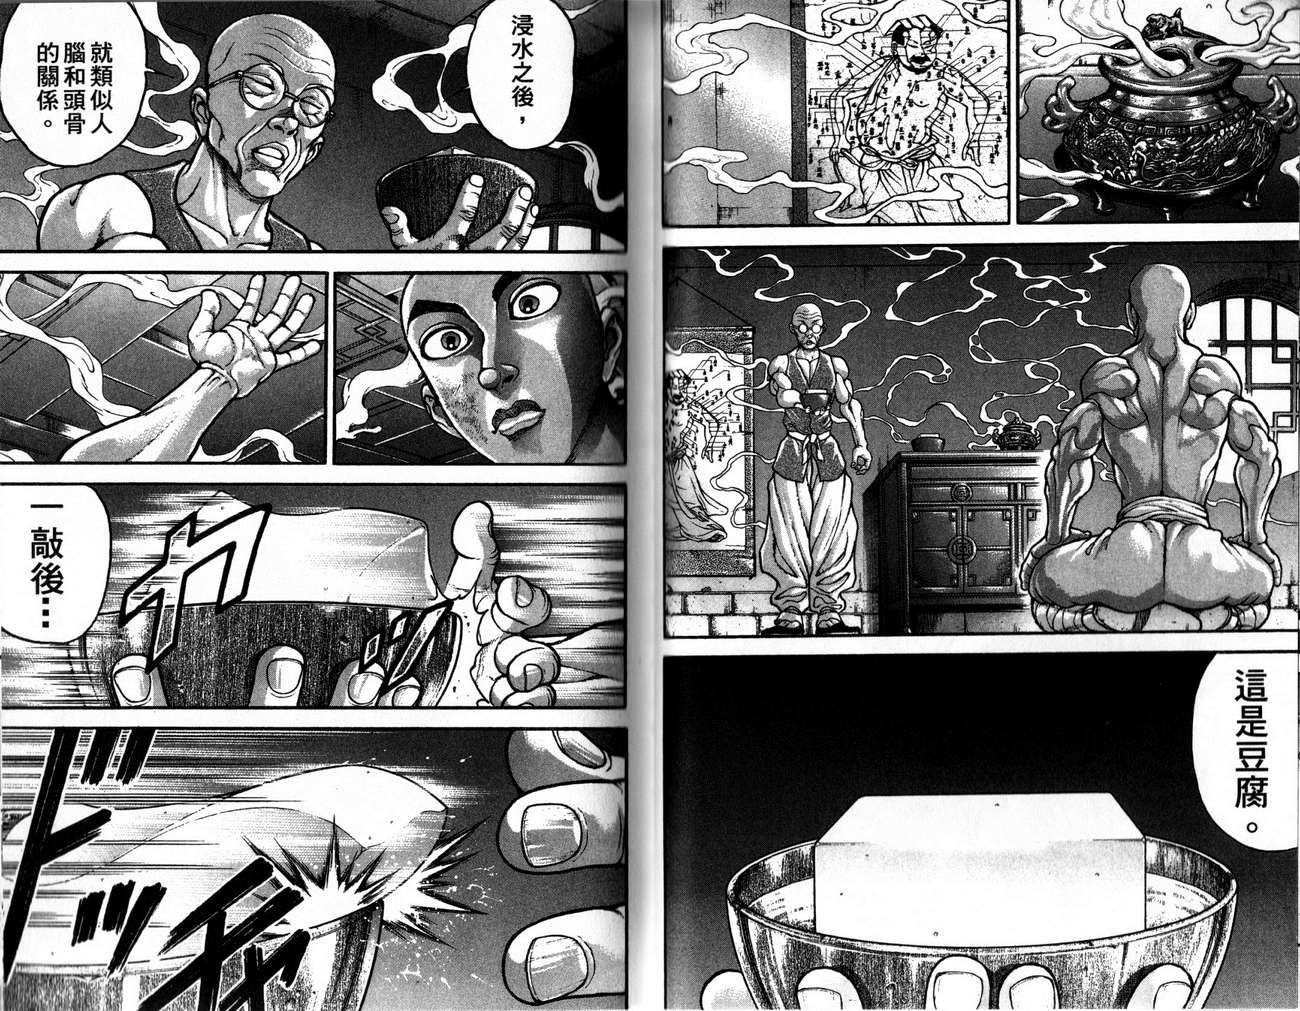 這是豆腐。
浸水之後，
就類似人
腦和頭骨
的關係。
一敲後⋯